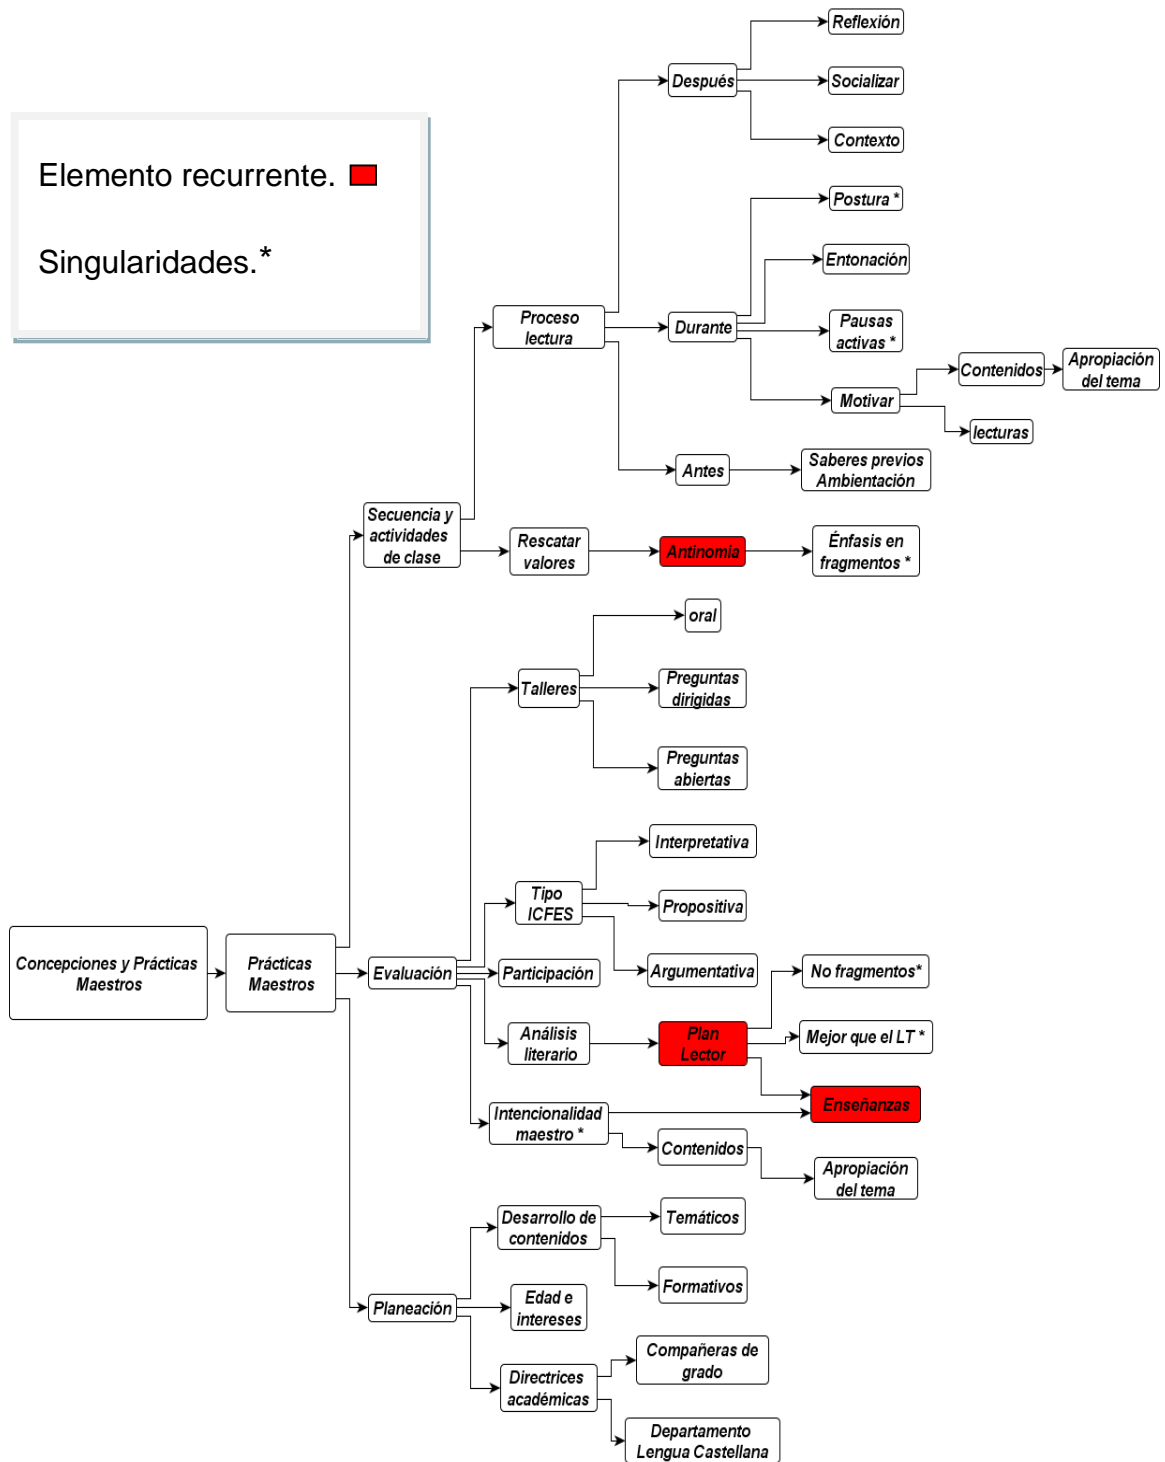 Elemento recurrente.
Singularidades.*
Reflexión
Después
Socializar
Contexto
Postura *
Entonación
Proceso
lectura
Durante
Pausas
activas *
Motivar
Contenidos
Apropiación
del tema
lecturas
Antes
Saberes previos
Ambientación
Secuencia y
actividades
de clase
Rescatar
valores
Antinomia
Énfasis en
fragmentos *
oral
Talleres
Preguntas
dirigidas
Preguntas
abiertas
Interpretativa
Tipo
ICFES
Propositiva
Argumentativa
Concepciones y Prácticas
Maestros
Prácticas
Maestros
Evaluación
Participación
No fragmentos*
Análisis
literario
Plan
Lector
Mejor que el LT *
Enseñanzas
Intencionalidad
maestro *
Contenidos
Apropiación
del tema
Desarrollo de
contenidos
Temáticos
Formativos
Planeación
Edad e
intereses
Directrices
académicas
Compañeras de
grado
Departamento
Lengua Castellana